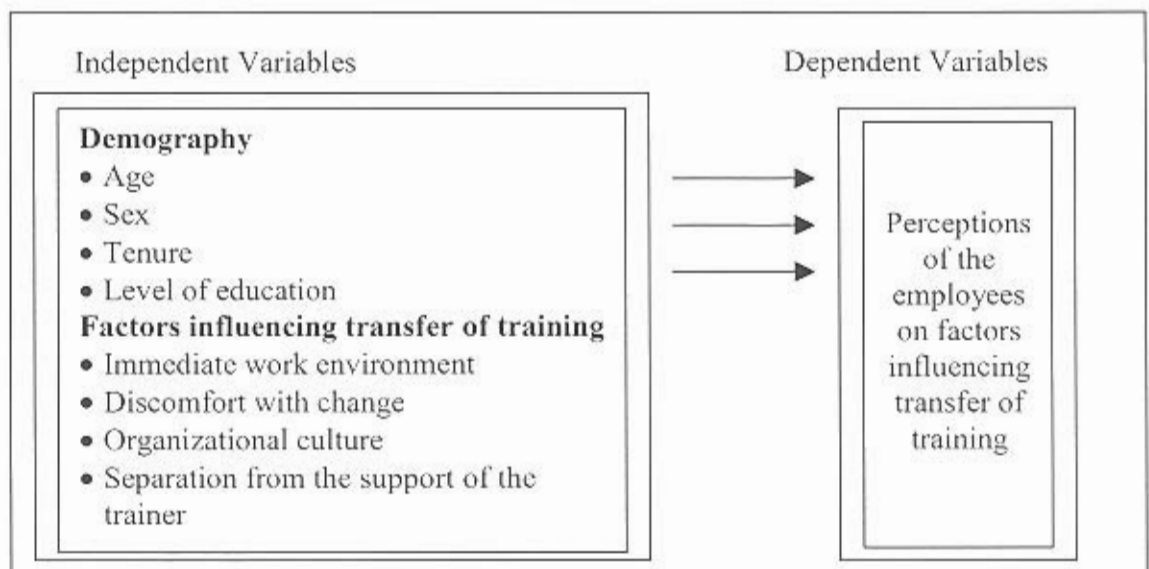 Independent Variables
Dependent Variables
Demography
• Age
• Sex
• Tenure
• Level of education
Factors influencing transfer of training
• Immediate work environment
• Discomfort with change
• Organizational culture
• Separation from the support of the
trainer
Perceptions
of the
employees
on factors
influencing
transfer of
training